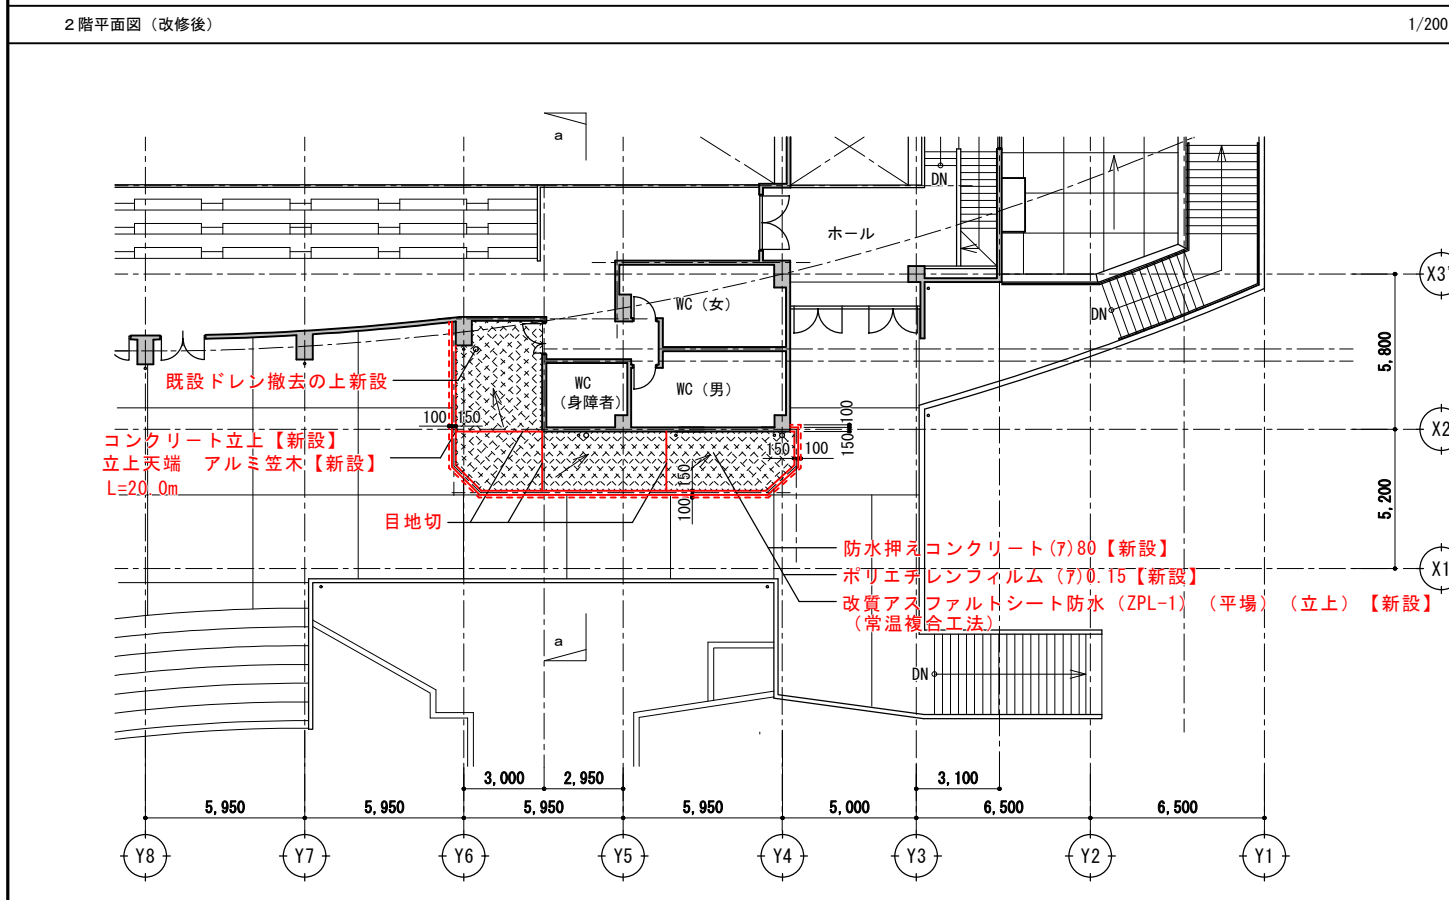 ２階平面図（改修後）
1/200
a
DN
ホール
X3'
WC（女）
DN
5,800
既設ドレン撤去の上新設
WC
（身障者）
WC（男）
100
150
100
150
X2
コンクリート立上【新設】
立上天端　アルミ笠木【新設】
L=20.0m
150
100
150
100
5,200
目地切
防水押えコンクリート(ｱ)80【新設】
ポリエチレンフィルム (ｱ)0.15【新設】
X1
改質アスファルトシート防水（ZPL-1）（平場）（立上）【新設】
（常温複合工法）
a
DN
3,000
2,950
3,100
5,950
5,950
5,950
5,950
5,000
6,500
6,500
Y8
Y7
Y6
Y5
Y4
Y3
Y2
Y1